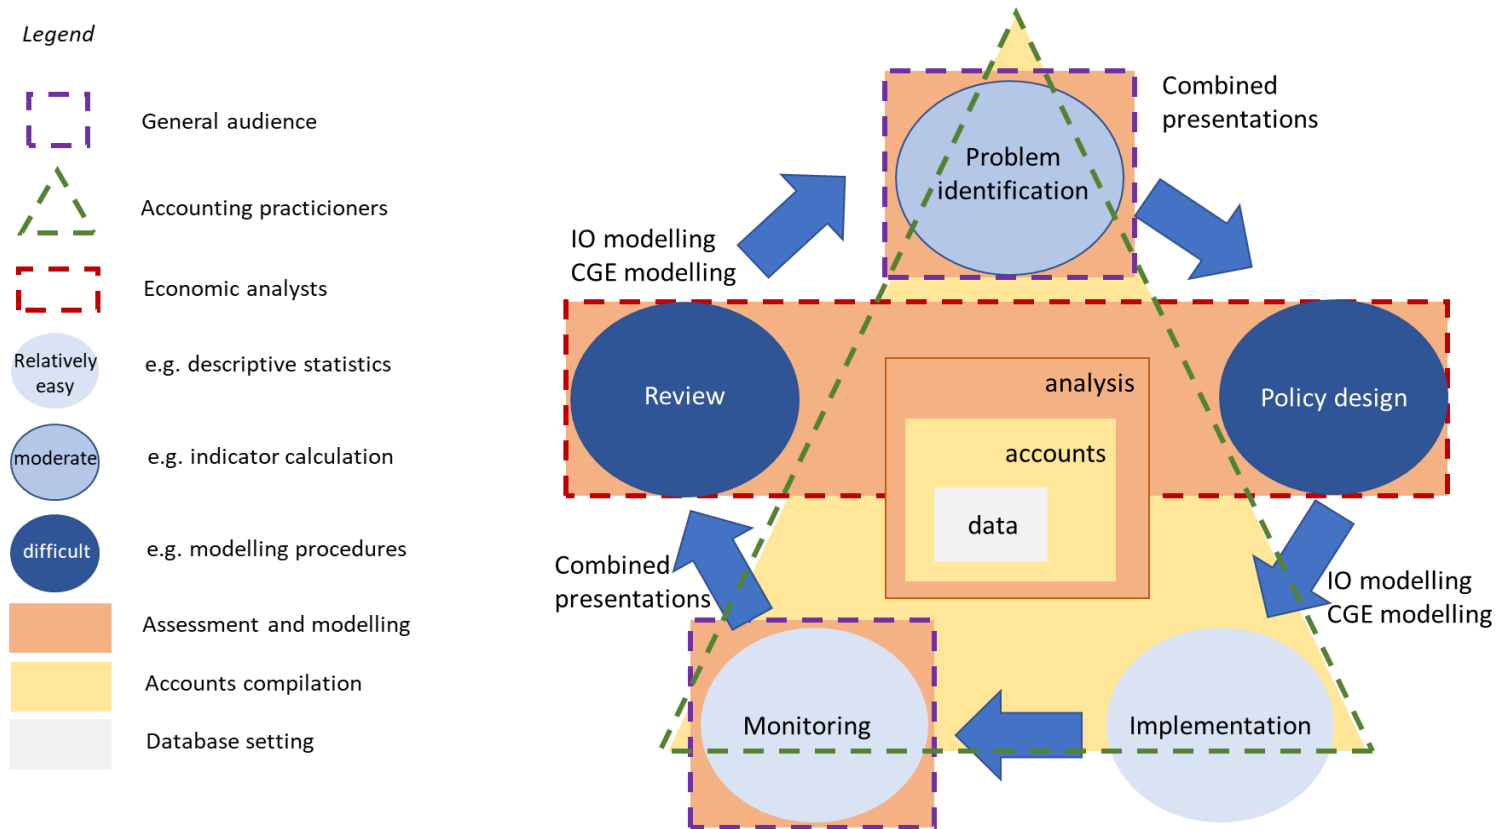 Legend
General audience
Accounting practicioners
Economic analysts
Relatively
easy
e.g. descriptive statistics
moderate
e.g. indicator calculation
difficult
e.g. modelling procedures
Assessment and modelling
Accounts compilation
Database setting
Combined
presentations
Problem
identification
IO modelling
CGE modelling
Review
analysis
accounts
data
Policy design
Combined
presentations
IO modelling
CGE modelling
Monitoring
Implementation